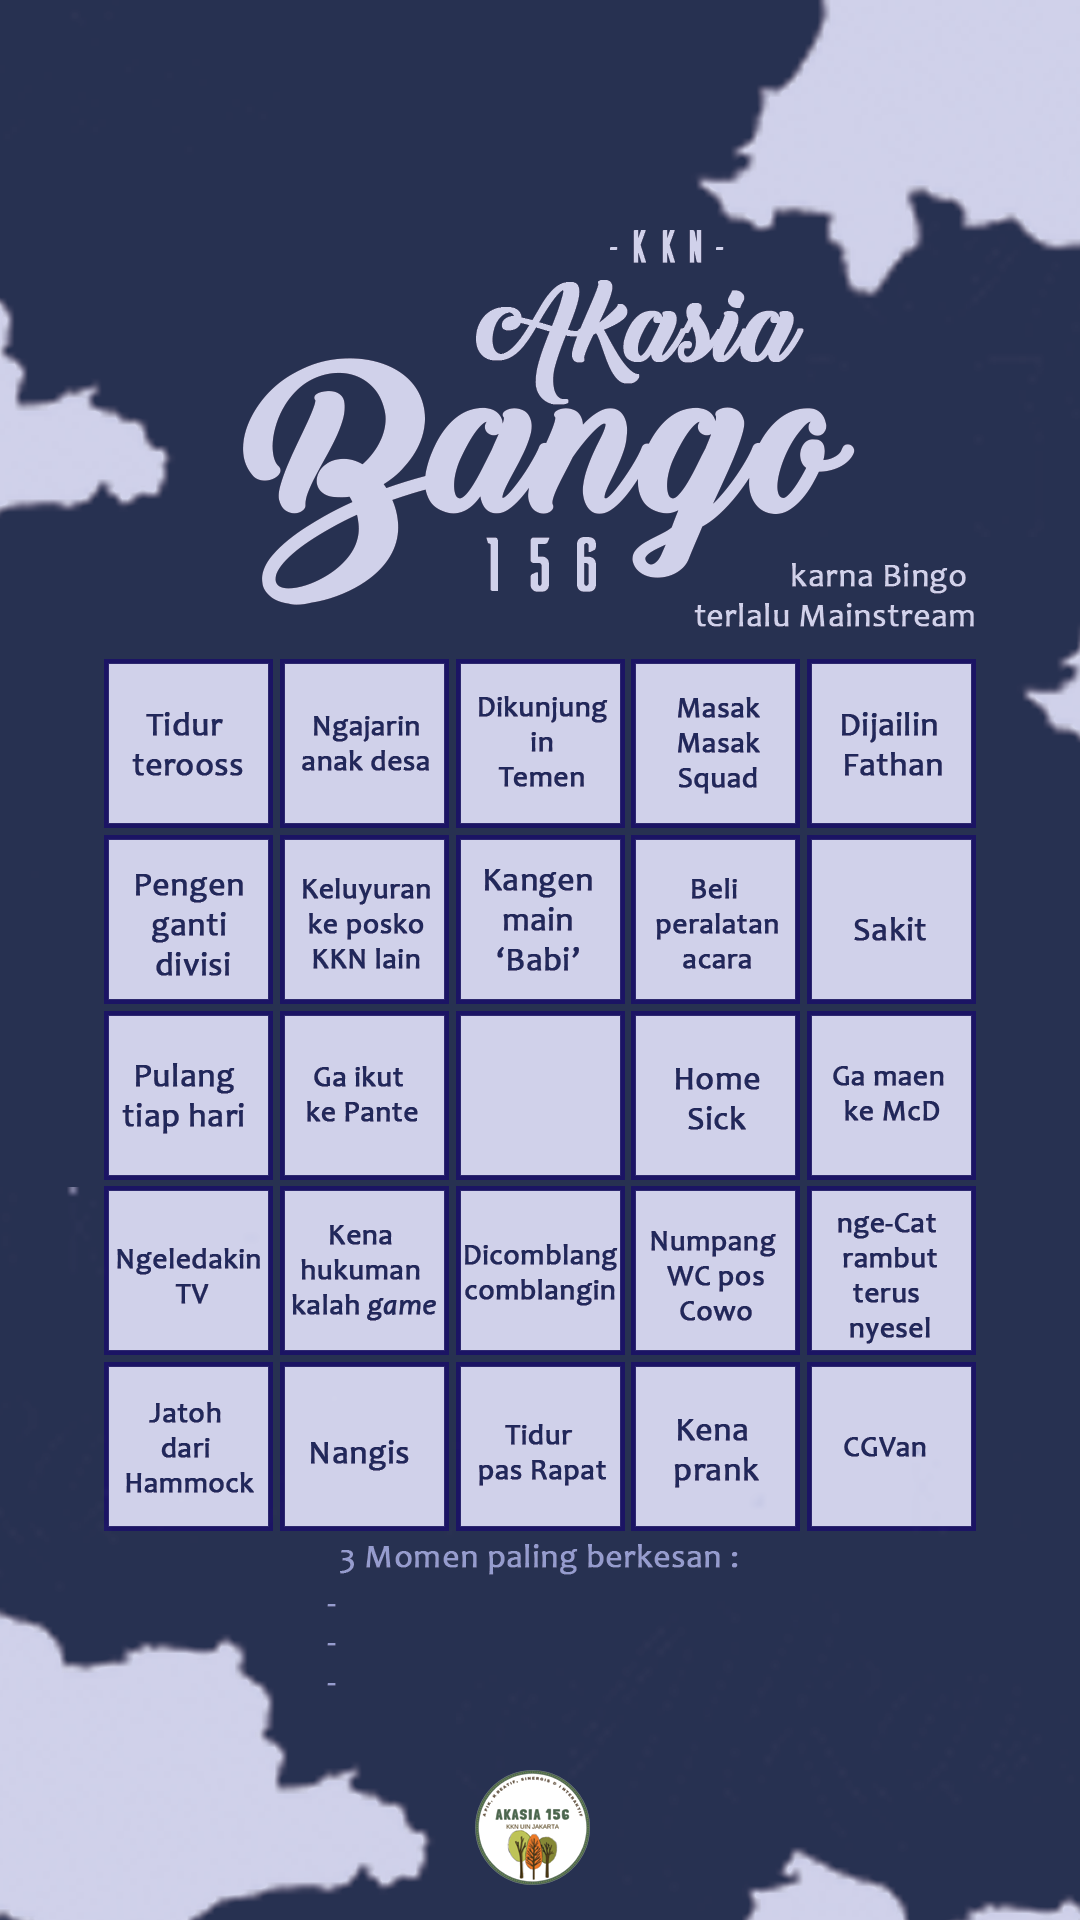 - KKN -
Akasia
Bango
156
karna Bingo
terlalu Mainstream
Tidur
terooss
Ngajarin
anak desa
Dikunjung
in
Temen
Masak
Masak
Squad
Dijailin
Fathan
Pengen
ganti
divisi
Keluyuran
ke posko
KKN lain
Kangen
main
‘Babi’
Beli
peralatan
acara
Sakit
Pulang
tiap hari
Ga ikut
ke Pante
Home
Sick
Ga maen
ke McD
Ngeledakin
TV
Kena
hukuman
kalah game
Dicomblang
comblangin
Numpang
WC pos
Cowo
nge-Cat
rambut
terus
nyesel
Jatoh
dari
Hammock
Nangis
Tidur
pas Rapat
Kena
prank
CGVan
3 Momen paling berkesan :
-
-
-
AKASIA 156
KKN UIN JAKARTA